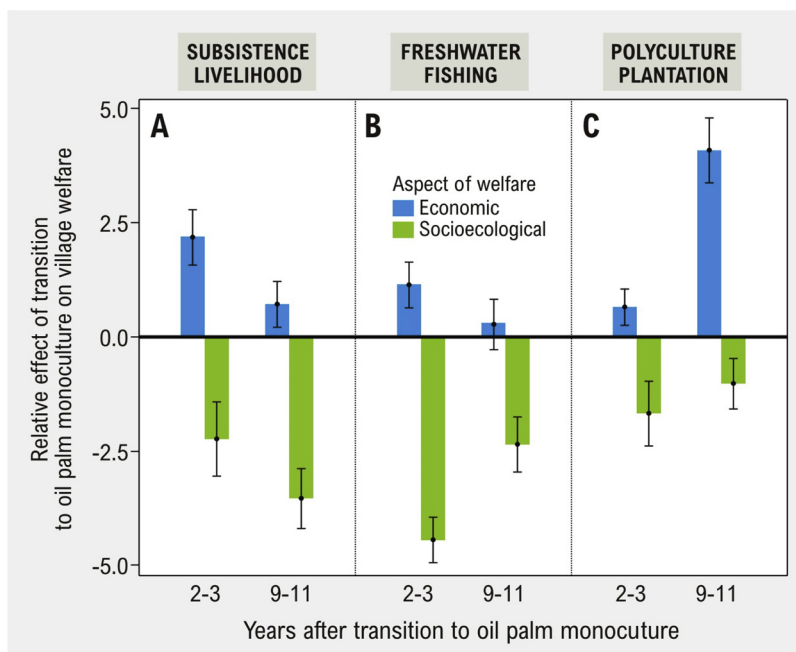 SUBSISTENCE
LIVELIHOOD
FRESHWATER
FISHING
POLYCULTURE
PLANTATION
Relative effect of transition
to oil palm monoculture on village welfare
5.0
2.5
0.0
-2.5
-5.0
A
B
C
Aspect of welfare
Economic
Socioecological
2-3
9-11
2-3
9-11
2-3
9-11
Years after transition to oil palm monocuture